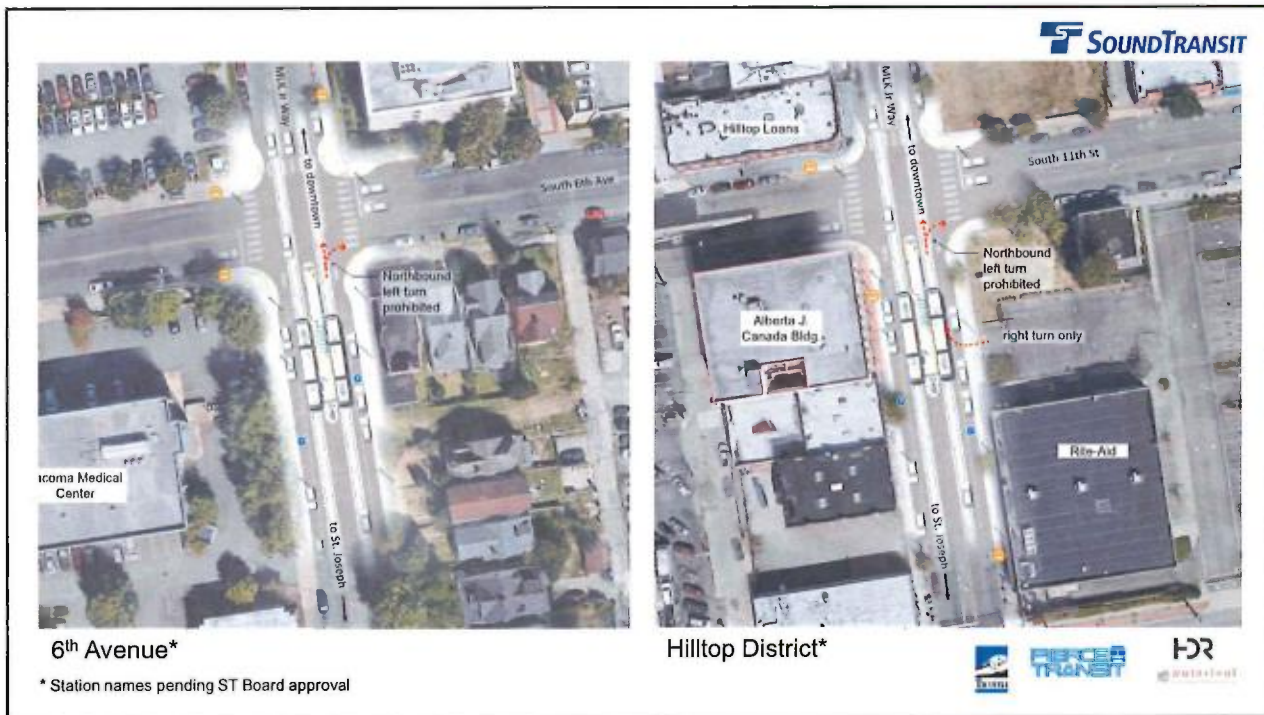 SOUNDTRANSIT
MLK Jr Way
to downtown
South 6th Ave
Northbound
left turn
prohibited
acoma Medical
Center
to St. Joseph
MLK Jr Way
Hilltop Loans
to downtown
South 11th St
Northbound
left turn
prohibited
Alberta J.
Canada Bldg
right turn only
Rite-Aid
to St. Joseph
6th Avenue*
Hilltop District*
* Station names pending ST Board approval
PIERCE
TRANSIT
HDR